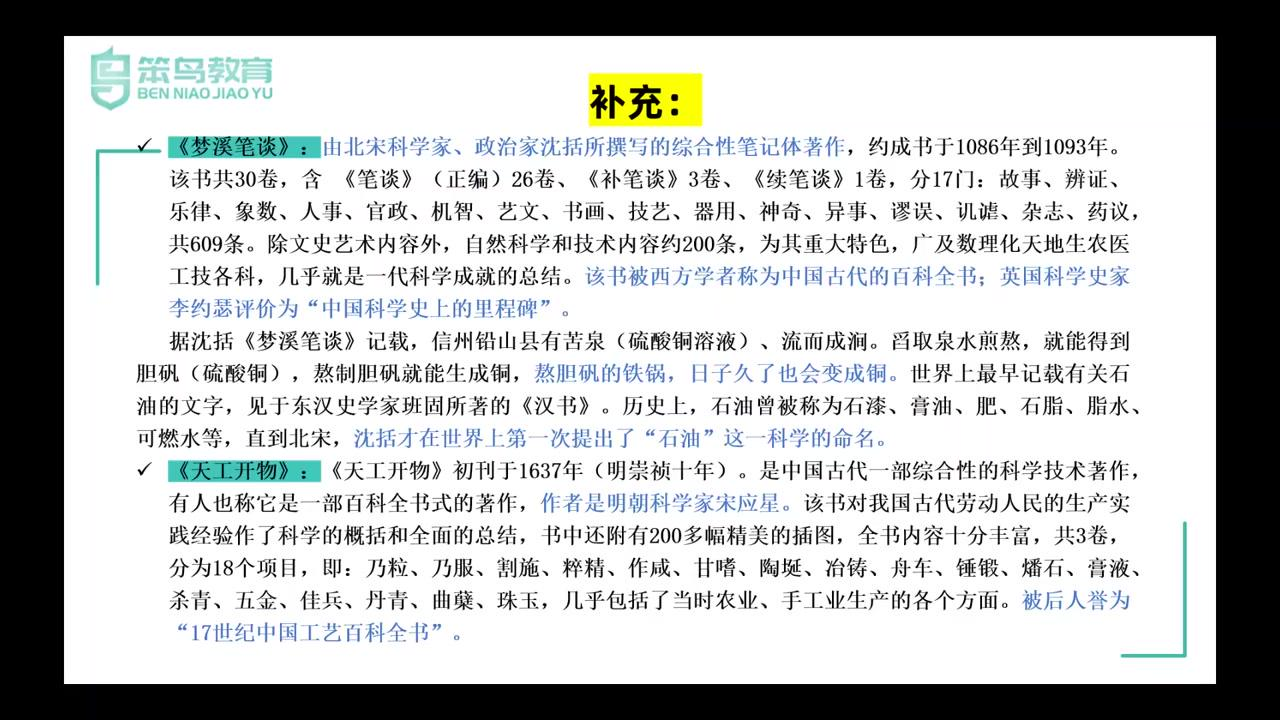 笨鸟教育
BEN NIAO JIAO YU
补充：
✓ 《梦溪笔谈》：由北宋科学家、政治家沈括所撰写的综合性笔记体著作，约成书于1086年到1093年。
该书共30卷，含 《笔谈》（正编）26卷、《补笔谈》3卷、《续笔谈》1卷，分17门：故事、辨证、
乐律、象数、人事、官政、机智、艺文、书画、技艺、器用、神奇、异事、谬误、讥谑、杂志、药议，
共609条。除文史艺术内容外，自然科学和技术内容约200条，为其重大特色，广及数理化天地生农医
工技各科，几乎就是一代科学成就的总结。该书被西方学者称为中国古代的百科全书；英国科学史家
李约瑟评价为“中国科学史上的里程碑”。
据沈括《梦溪笔谈》记载，信州铅山县有苦泉（硫酸铜溶液）、流而成涧。舀取泉水煎熬，就能得到
胆矾（硫酸铜），熬制胆矾就能生成铜，熬胆矾的铁锅，日子久了也会变成铜。世界上最早记载有关石
油的文字，见于东汉史学家班固所著的《汉书》。历史上，石油曾被称为石漆、膏油、肥、石脂、脂水、
可燃水等，直到北宋，沈括才在世界上第一次提出了“石油”这一科学的命名。
✓ 《天工开物》：《天工开物》初刊于1637年（明崇祯十年）。是中国古代一部综合性的科学技术著作，
有人也称它是一部百科全书式的著作，作者是明朝科学家宋应星。该书对我国古代劳动人民的生产实
践经验作了科学的概括和全面的总结，书中还附有200多幅精美的插图，全书内容十分丰富，共3卷，
分为18个项目，即：乃粒、乃服、割施、粹精、作咸、甘嗜、陶埏、冶铸、舟车、锤锻、燔石、膏液、
杀青、五金、佳兵、丹青、曲蘖、珠玉，几乎包括了当时农业、手工业生产的各个方面。被后人誉为
“17世纪中国工艺百科全书”。